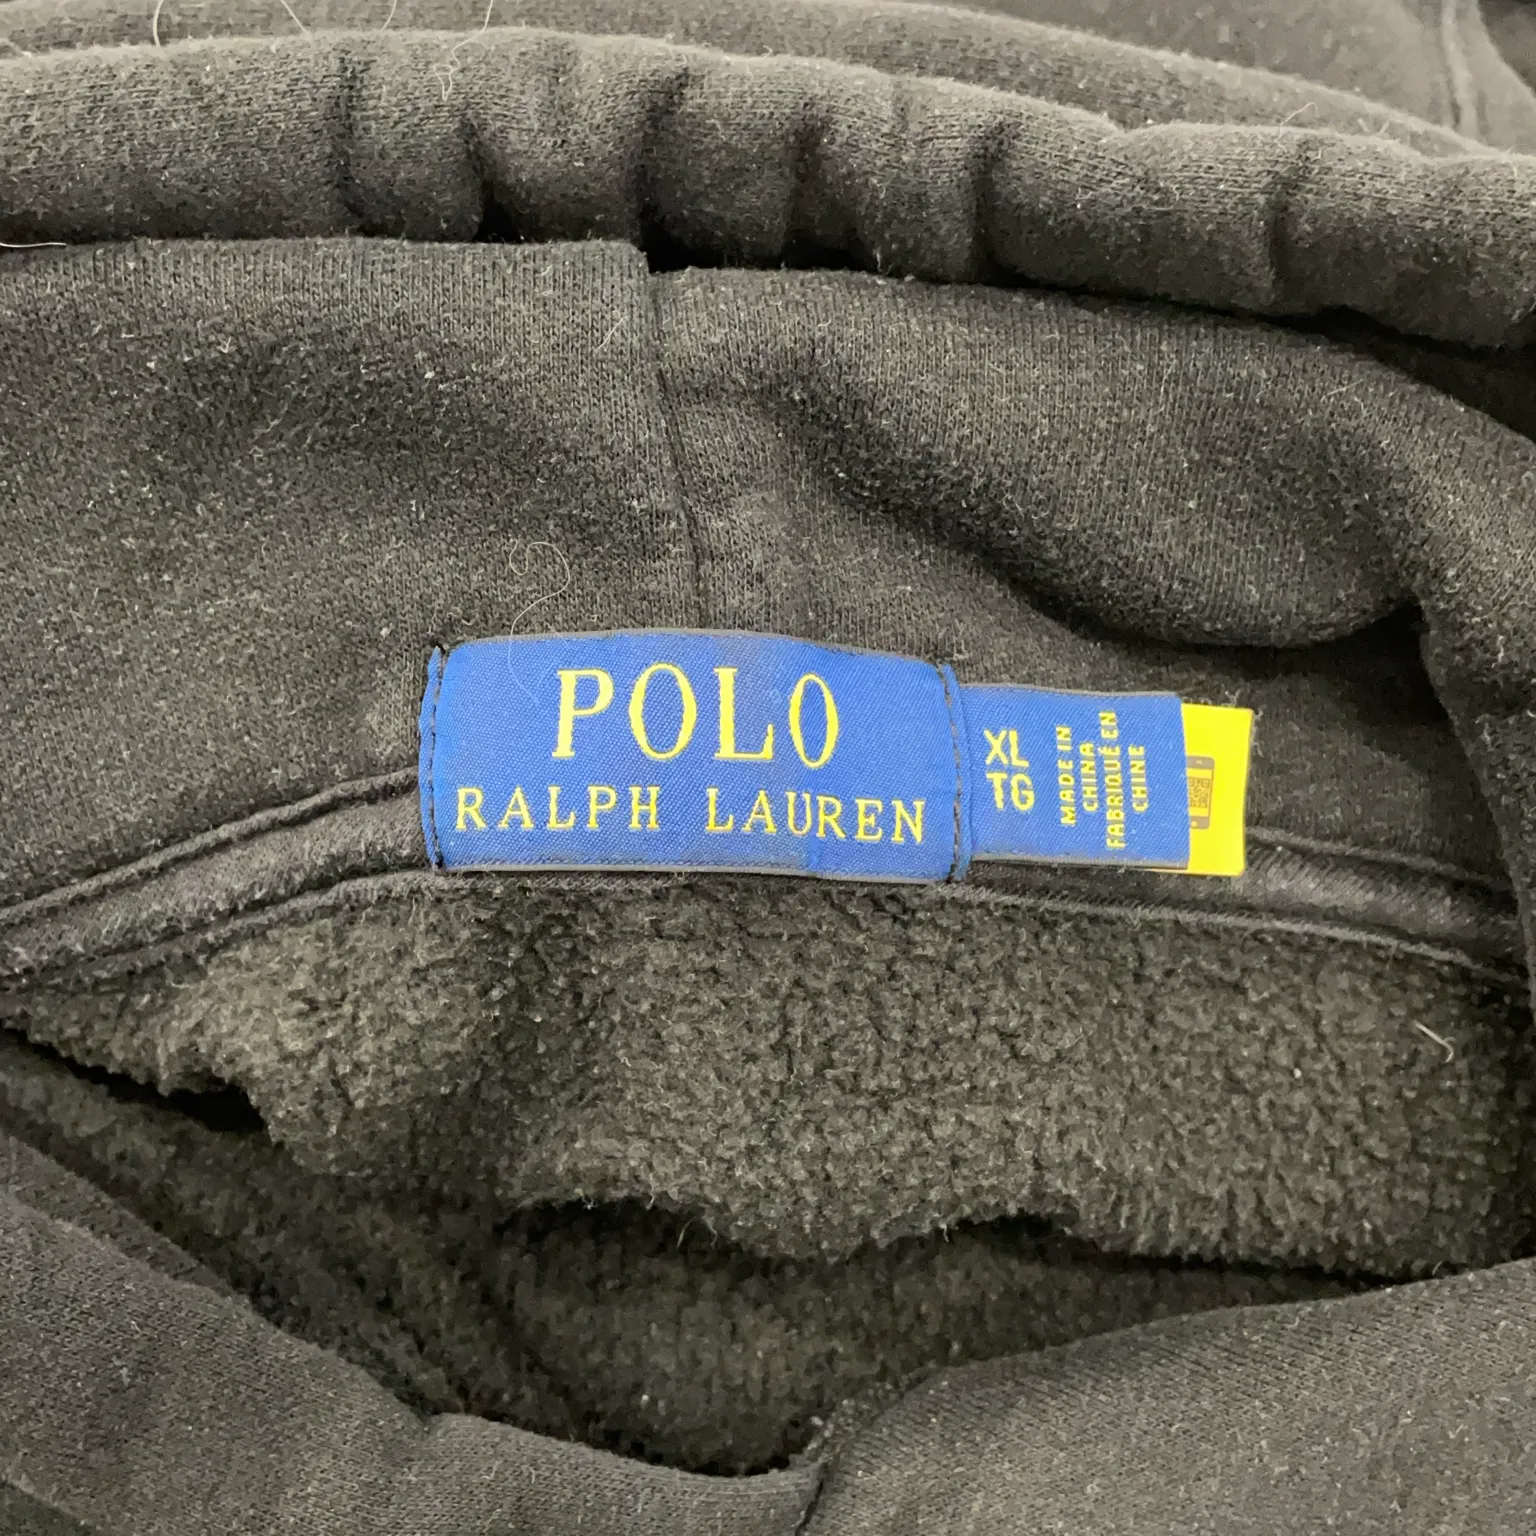 POLO
RALPH LAUREN
XL
TG
MADE IN
CHINA
FABRIQUÉ EN
CHINE